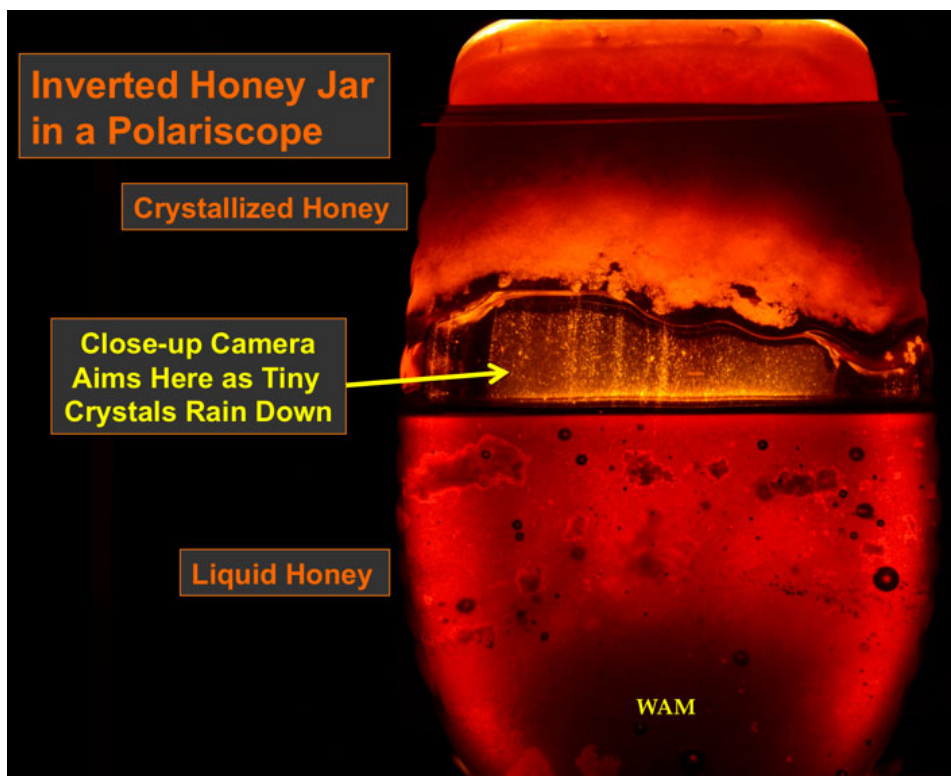 Inverted Honey Jar
in a Polariscope
Crystallized Honey
Close-up Camera
Aims Here as Tiny
Crystals Rain Down
Liquid Honey
WAM